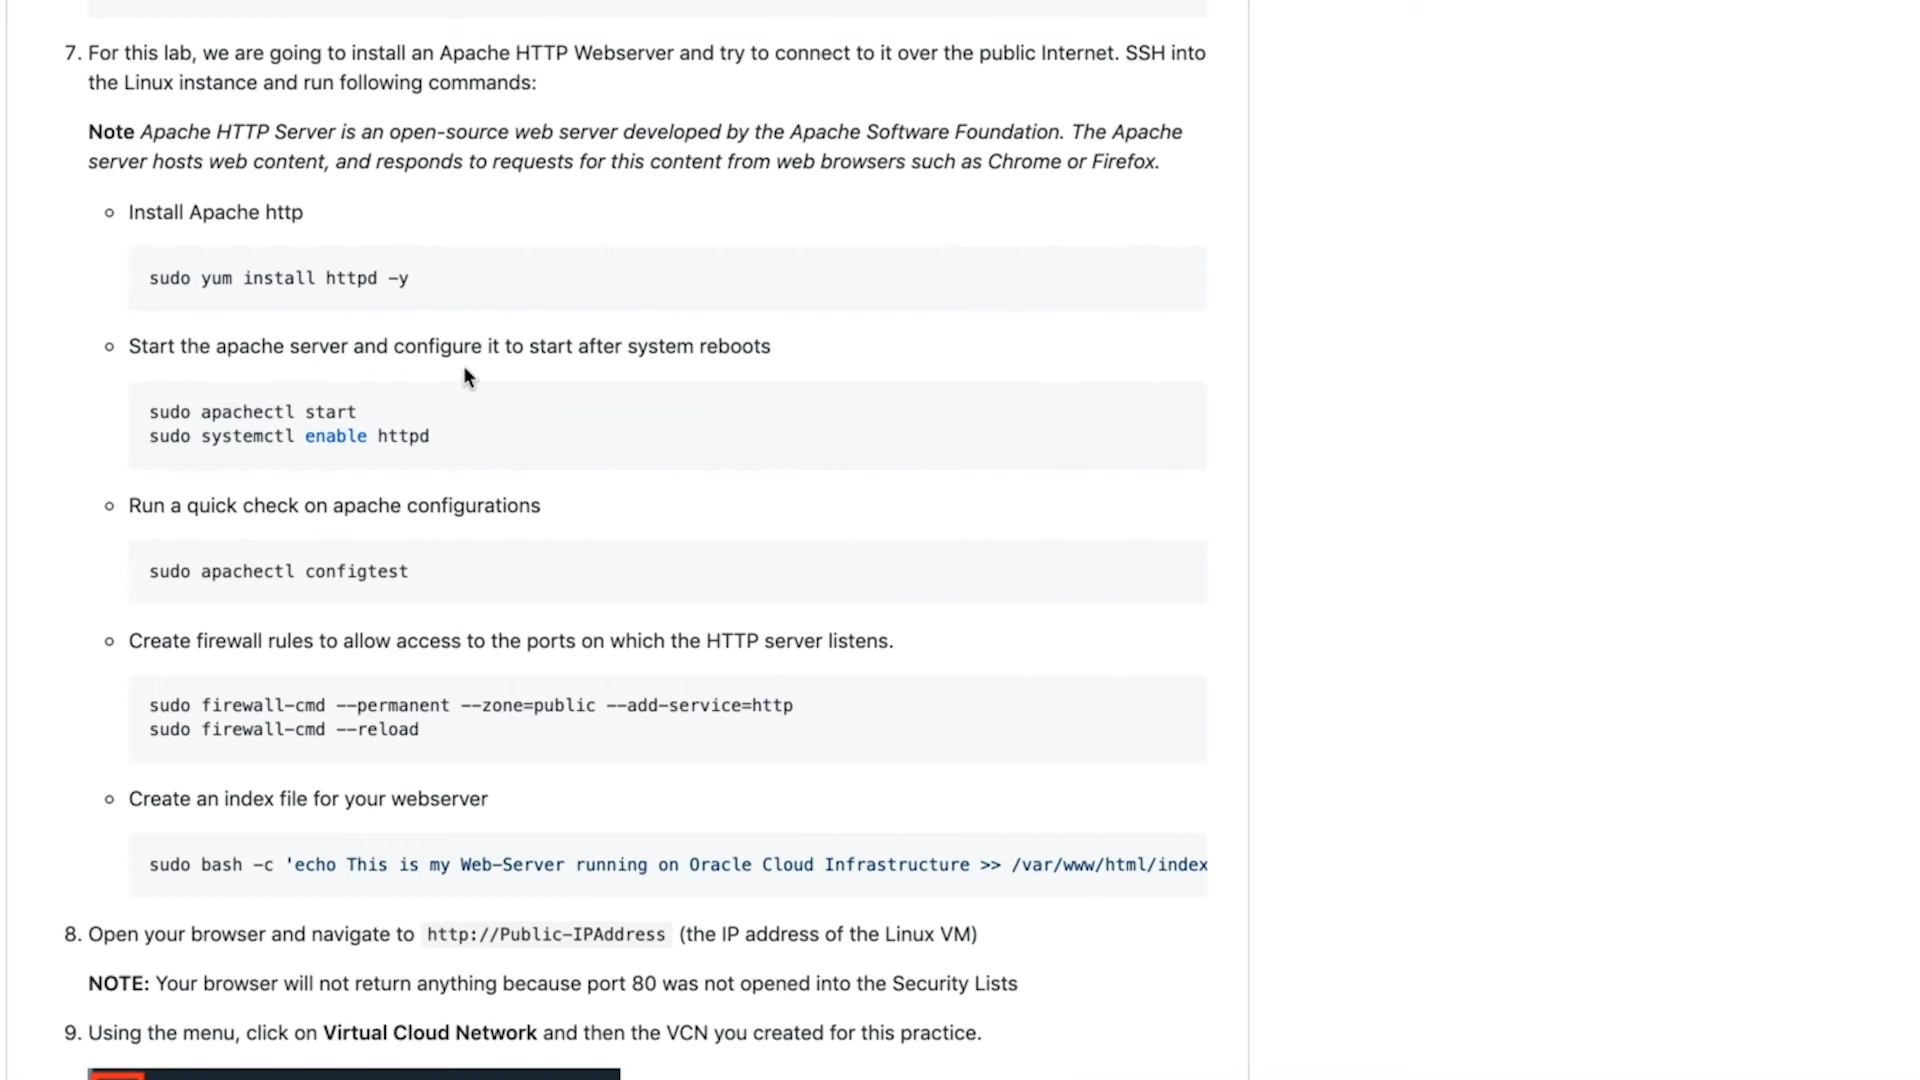 7. For this lab, we are going to install an Apache HTTP Webserver and try to connect to it over the public Internet. SSH into
the Linux instance and run following commands:
Note Apache HTTP Server is an open-source web server developed by the Apache Software Foundation. The Apache
server hosts web content, and responds to requests for this content from web browsers such as Chrome or Firefox.
Install Apache http
sudo yum install httpd -y
Start the apache server and configure it to start after system reboots
sudo apachectl start
sudo systemctl enable httpd
Run a quick check on apache configurations
sudo apachectl configtest
Create firewall rules to allow access to the ports on which the HTTP server listens.
sudo firewall-cmd --permanent --zone=public --add-service=http
sudo firewall-cmd --reload
Create an index file for your webserver
sudo bash -c 'echo This is my Web-Server running on Oracle Cloud Infrastructure >> /var/www/html/index
8. Open your browser and navigate to http://Public-IPAddress (the IP address of the Linux VM)
NOTE: Your browser will not return anything because port 80 was not opened into the Security Lists
9. Using the menu, click on Virtual Cloud Network and then the VCN you created for this practice.